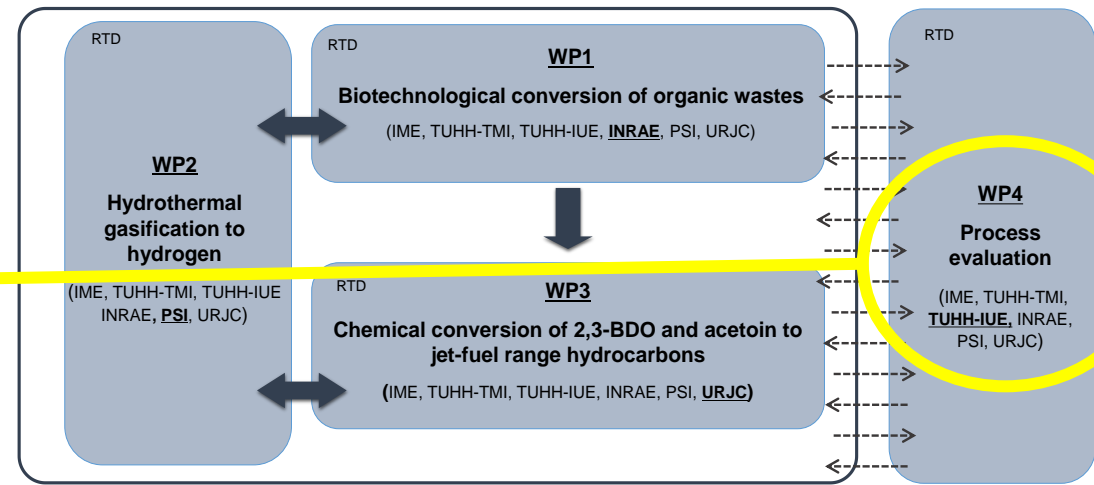 RTD
WP2
Hydrothermal
gasification to
hydrogen
(IME, TUHH-TMI, TUHH-IUE
INRAE, PSI, URJC)
RTD
WP1
Biotechnological conversion of organic wastes
(IME, TUHH-TMI, TUHH-IUE, INRAE, PSI, URJC)
RTD
WP3
Chemical conversion of 2,3-BDO and acetoin to
jet-fuel range hydrocarbons
(IME, TUHH-TMI, TUHH-IUE, INRAE, PSI, URJC)
RTD
WP4
Process
evaluation
(IME, TUHH-TMI,
TUHH-IUE, INRAE,
PSI, URJC)